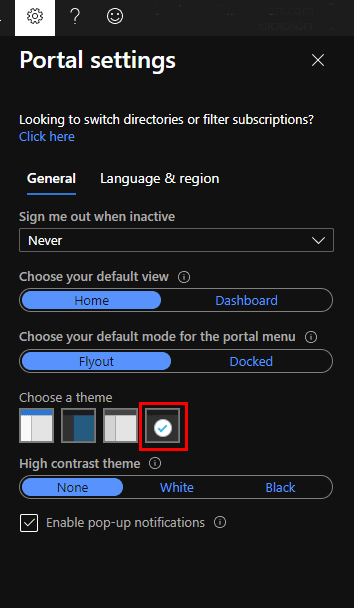 Portal settings
Looking to switch directories or filter subscriptions?
Click here
General Language & region
Sign me out when inactive
Never
Choose your default view
Home Dashboard
Choose your default mode for the portal menu
Flyout Docked
Choose a theme
High contrast theme
None White Black
Enable pop-up notifications